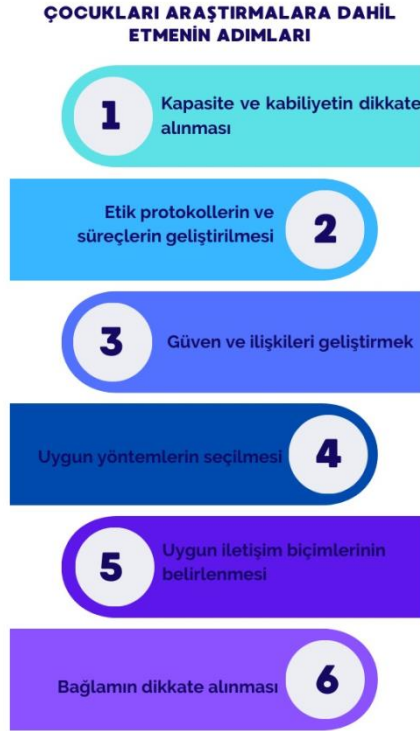 ÇOCUKLARI ARAŞTIRMALARA DAHİL
ETMENİN ADIMLARI
1
Kapasite ve kabiliyetin dikkate
alınması
Etik protokollerin ve
süreçlerin geliştirilmesi
2
3
Güven ve ilişkileri geliştirmek
Uygun yöntemlerin seçilmesi
4
5
Uygun iletişim biçimlerinin
belirlenmesi
Bağlamın dikkate alınması
6